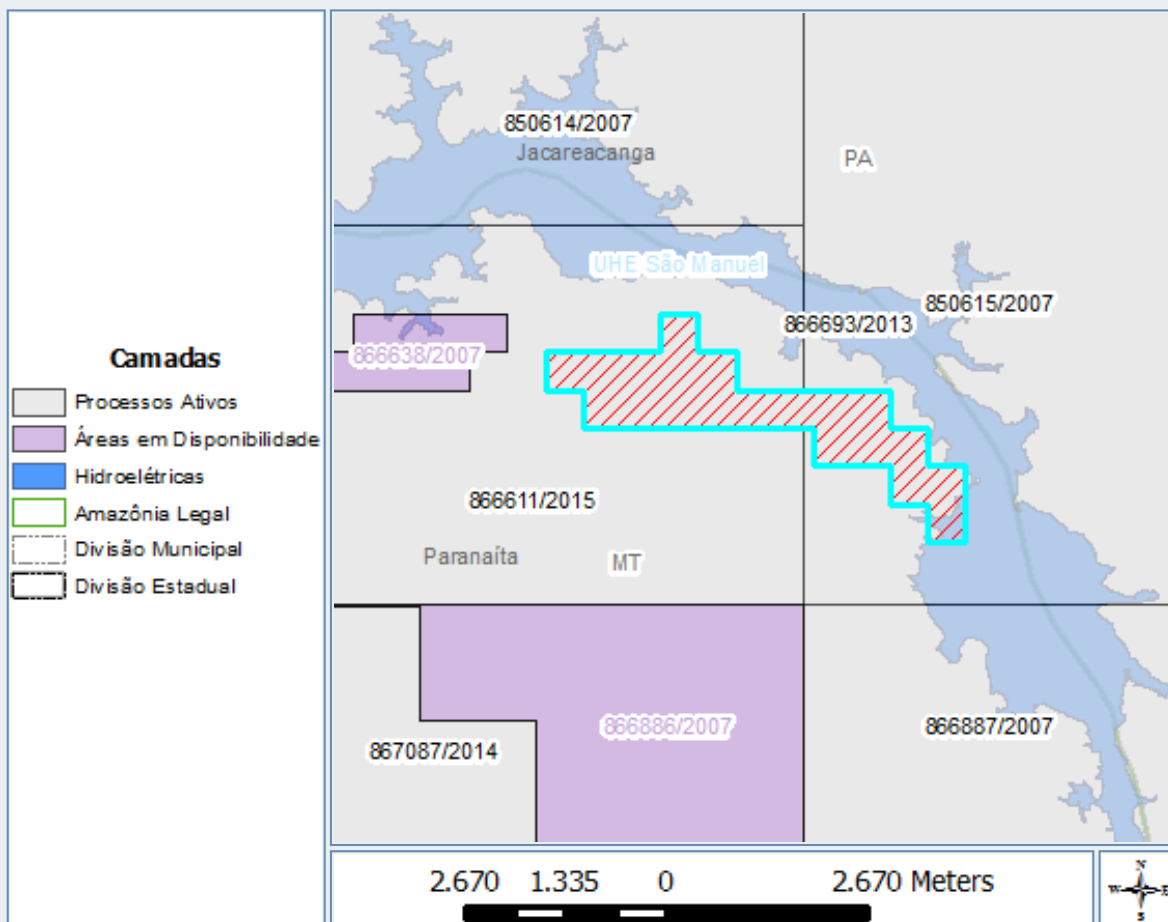 Camadas
Processos Ativos
Áreas em Disponibilidade
Hidroelétricas
Amazônia Legal
Divisão Municipal
Divisão Estadual
850614/2007
Jacareacanga
PA
UHE São Manuel
850615/2007
866693/2013
866638/2007
866611/2015
Paranaíta
MT
866886/2007
866887/2007
867087/2014
2.670 1.335 0 2.670 Meters
N
W E
S